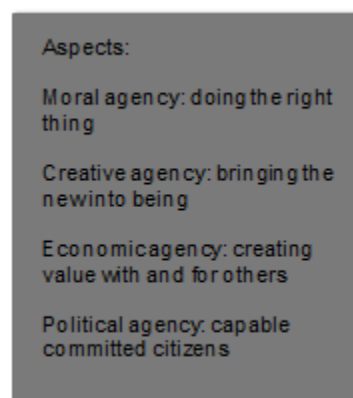 Aspects:
Moral agency: doing the right
thing
Creative agency: bringing the
new into being
Economic agency: creating
value with and for others
Political agency: capable
committed citizens